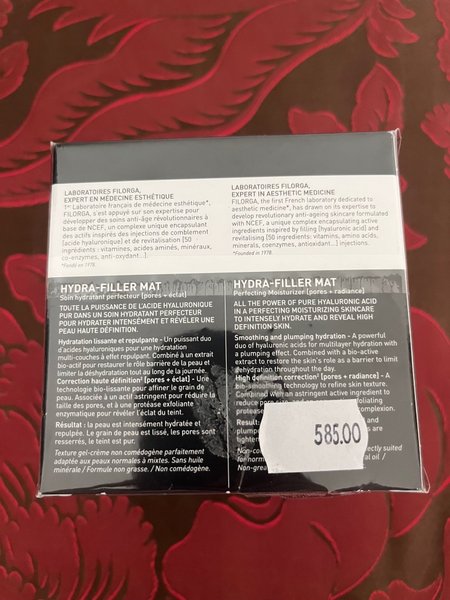 LABORATOIRES FILORGA,
EXPERT EN MÉDECINE ESTHÉTIQUE
1er Laboratoire français de médecine esthétique*,
FILORGA, s'est appuyé sur son expertise pour
développer des soins anti-âge révolutionnaires à
base de NCEF, un complexe unique encapsulant
des actifs inspirés des injections de comblement
[acide hyaluronique] et de revitalisation [50
ingrédients : vitamines, acides aminés, minéraux,
co-enzymes, anti-oxydant...]
*Fondé en 1978.
HYDRA-FILLER MAT
Soin hydratant perfecteur [pores + éclat]
TOUTE LA PUISSANCE DE L'ACIDE HYALURONIQUE
PUR DANS UN SOIN HYDRATANT PERFECTEUR
POUR HYDRATER INTENSÉMENT ET RÉVÉLER UNE
PEAU HAUTE DÉFINITION.
Hydratation lissante et repulpante - Un puissant duo
d'acides hyaluroniques pour une hydratation
multi-couches à effet repulpant. Combiné à un extrait
bio-actif pour restaurer le rôle barrière de la peau et
limiter la déshydratation tout au long de la journée.
Correction haute définition [pores + éclat] - Une
technologie bio-lissante pour affiner le grain de
peau. Associée à un actif astringent pour réduire la
taille des pores, et à une protéase exfoliante
enzymatique pour révéler l'éclat du teint.
Résultat : la peau est intensément hydratée et
repulpée. Le grain de peau est lissé, les pores sont
resserrés, le teint est pur.
Texture gel-crème non comédogène parfaitement
adaptée aux peaux normales à mixtes. Sans huile
minérale / Formule non grasse. / Non comédogène.
LABORATOIRES FILORGA,
EXPERT IN AESTHETIC MEDICINE
FILORGA, the first French laboratory dedicated to
aesthetic medicine*, has drawn on its expertise to
develop revolutionary anti-ageing skincare formulated
with NCEF, a unique complex encapsulating active
ingredients inspired by filling [hyaluronic acid] and
revitalising [50 ingredients: vitamins, amino acids,
minerals, coenzymes, antioxidant...] injections.
*Founded in 1978.
HYDRA-FILLER MAT
Perfecting Moisturizer [pores + radiance]
ALL THE POWER OF PURE HYALURONIC ACID
IN A PERFECTING MOISTURIZING SKINCARE
TO INTENSELY HYDRATE AND REVEAL HIGH
DEFINITION SKIN.
Smoothing and plumping hydration - A powerful
duo of hyaluronic acids for multilayer hydration with
a plumping effect. Combined with a bio-active
extract to restore the skin's role as a barrier to limit
dehydration throughout the day.
High definition correction [pores + radiance] - A
bio-smoothing technology to refine skin texture.
Combined with an astringent active ingredient to
reduce
complexion.
585.00